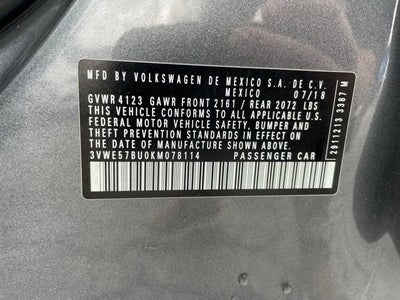 MFD BY VOLKSWAGEN DE MEXICO S.A. DE C.V.
MEXICO 07/18
GVWR 4123 GAWR FRONT 2161 / REAR 2072 LBS
THIS VEHICLE CONFORMS TO ALL APPLICABLE U.S.
FEDERAL MOTOR VEHICLE SAFETY, BUMPER AND
THEFT PREVENTION STANDARDS IN EFFECT ON
THE DATE OF MANUFACTURE SHOWN ABOVE.
3VWE57BU0KM078114 PASSENGER CAR
2011213 3387 M